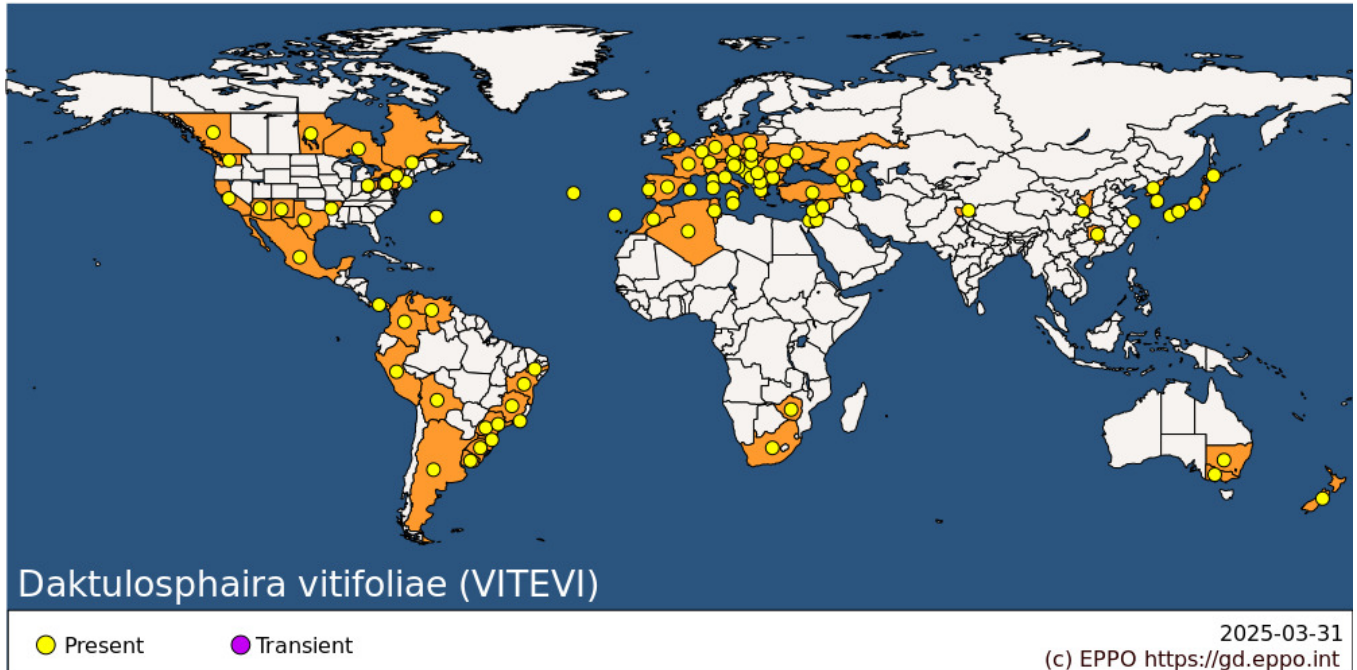 Daktulosphaira vitifoliae (VITEVI)
Present
Transient
2025-03-31
(c) EPPO https://gd.eppo.int